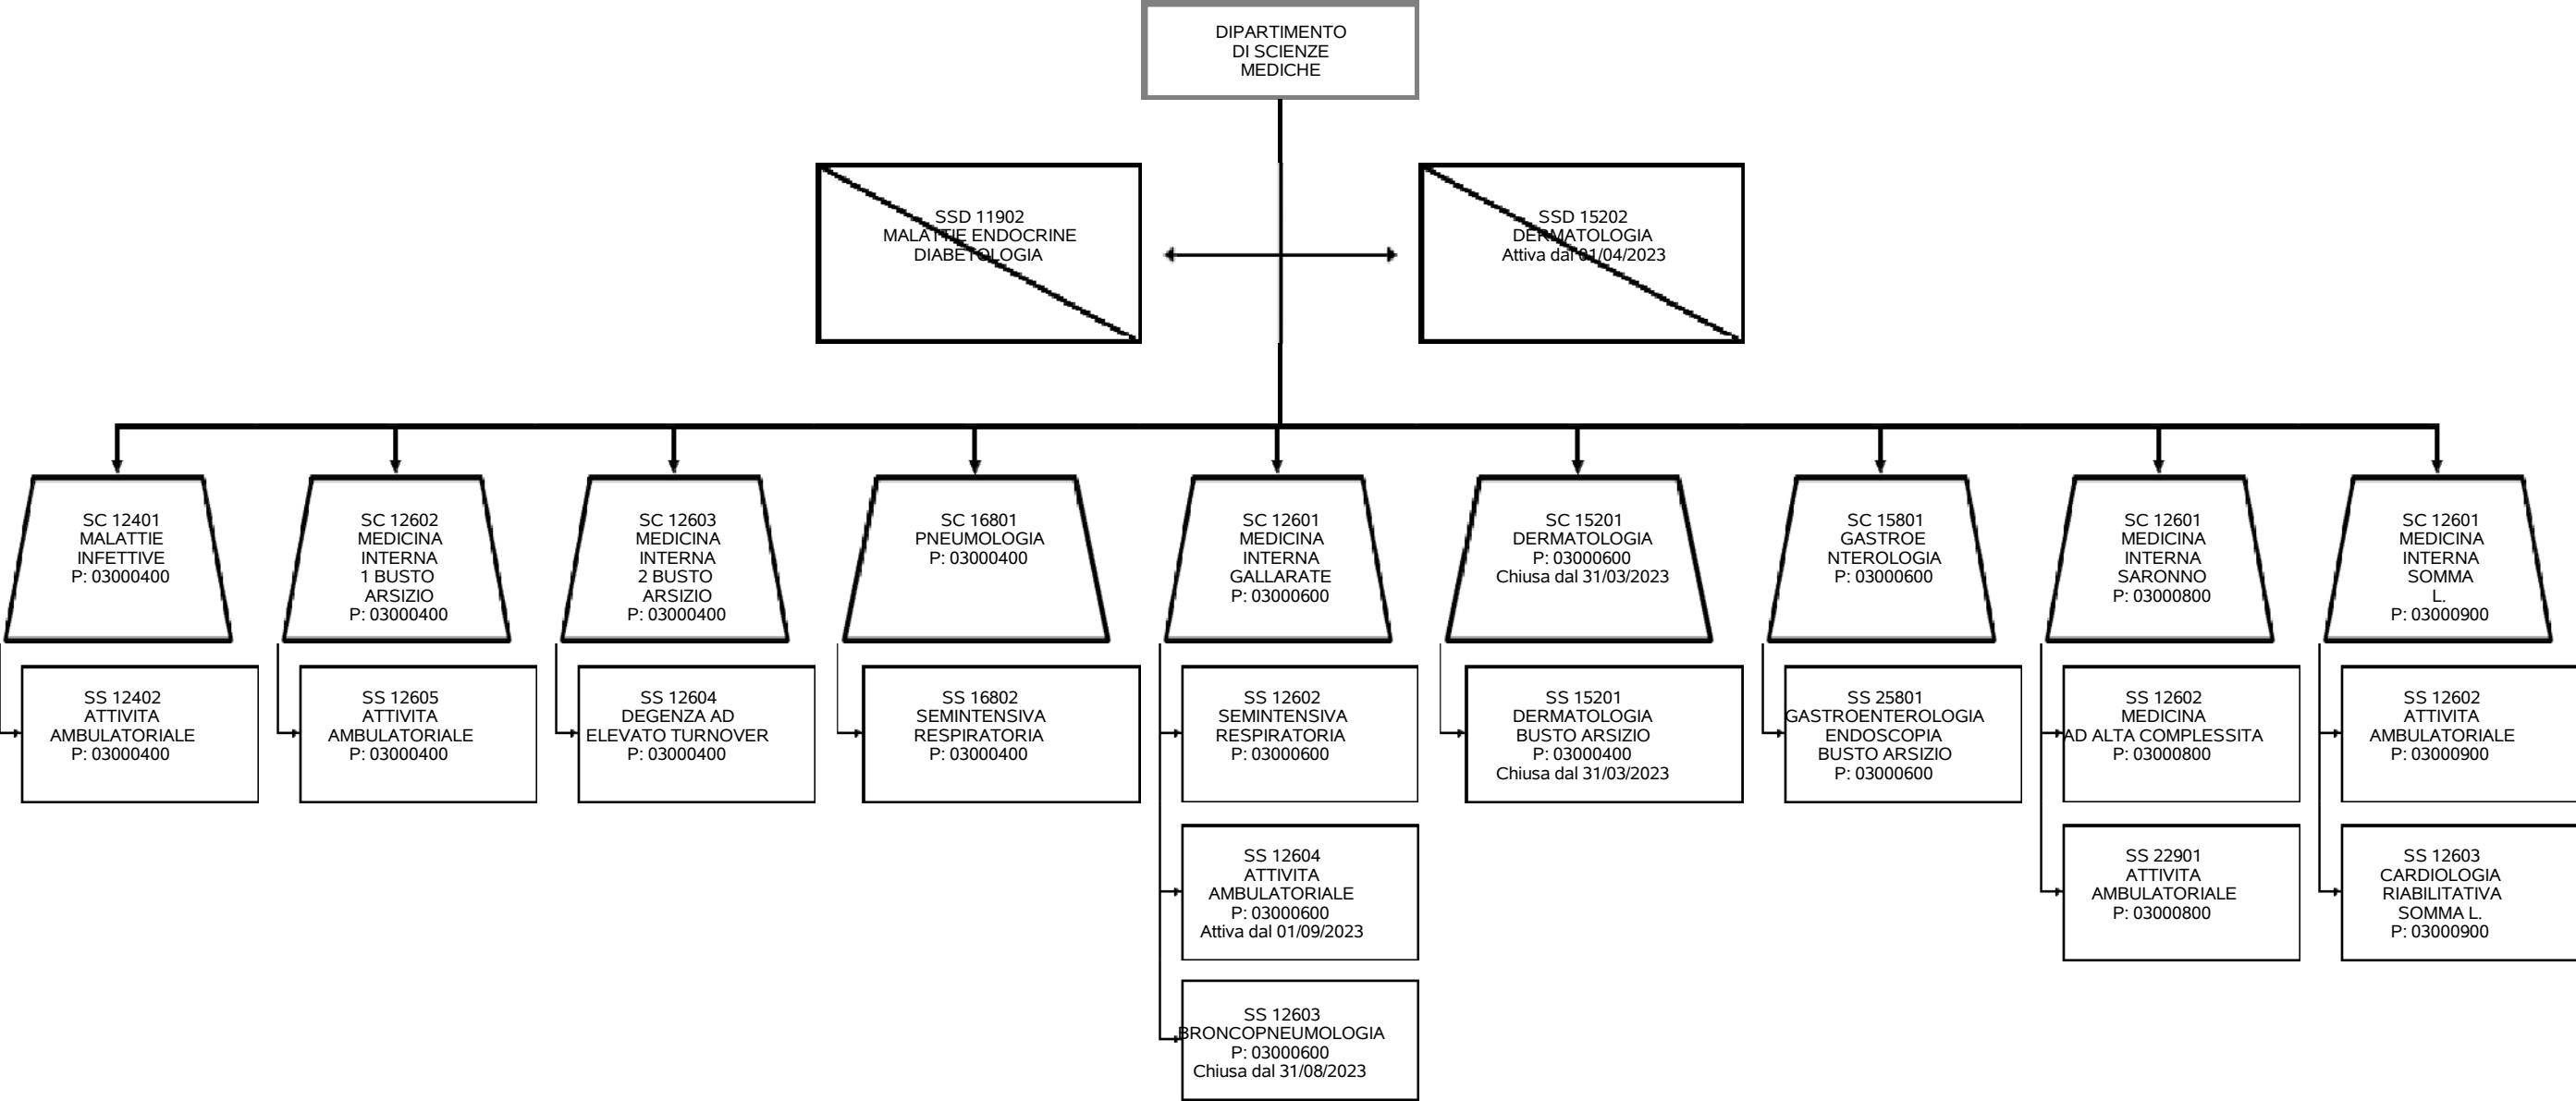 DIPARTIMENTO
DI SCIENZE
MEDICHE
SSD 11902
MALATTIE ENDOCRINE
DIABETOLOGIA
SSD 15202
DERMATOLOGIA
Attiva dal 01/04/2023
SC 12401
MALATTIE
INFETTIVE
P: 03000400
SC 12602
MEDICINA
INTERNA
1 BUSTO
ARSIZIO
P: 03000400
SC 12603
MEDICINA
INTERNA
2 BUSTO
ARSIZIO
P: 03000400
SC 16801
PNEUMOLOGIA
P: 03000400
SC 12601
MEDICINA
INTERNA
GALLARATE
P: 03000600
SC 15201
DERMATOLOGIA
P: 03000600
Chiusa dal 31/03/2023
SC 15801
GASTROE
NTEROLOGIA
P: 03000600
SC 12601
MEDICINA
INTERNA
SARONNO
P: 03000800
SC 12601
MEDICINA
INTERNA
SOMMA
L.
P: 03000900
SS 12402
ATTIVITA
AMBULATORIALE
P: 03000400
SS 12605
ATTIVITA
AMBULATORIALE
P: 03000400
SS 12604
DEGENZA AD
ELEVATO TURNOVER
P: 03000400
SS 16802
SEMINTENSIVA
RESPIRATORIA
P: 03000400
SS 12602
SEMINTENSIVA
RESPIRATORIA
P: 03000600
SS 15201
DERMATOLOGIA
BUSTO ARSIZIO
P: 03000400
Chiusa dal 31/03/2023
SS 25801
GASTROENTEROLOGIA
ENDOSCOPIA
BUSTO ARSIZIO
P: 03000600
SS 12602
MEDICINA
AD ALTA COMPLESSITA
P: 03000800
SS 12602
ATTIVITA
AMBULATORIALE
P: 03000900
SS 12604
ATTIVITA
AMBULATORIALE
P: 03000600
Attiva dal 01/09/2023
SS 22901
ATTIVITA
AMBULATORIALE
P: 03000800
SS 12603
CARDIOLOGIA
RIABILITATIVA
SOMMA L.
P: 03000900
SS 12603
BRONCOPNEUMOLOGIA
P: 03000600
Chiusa dal 31/08/2023